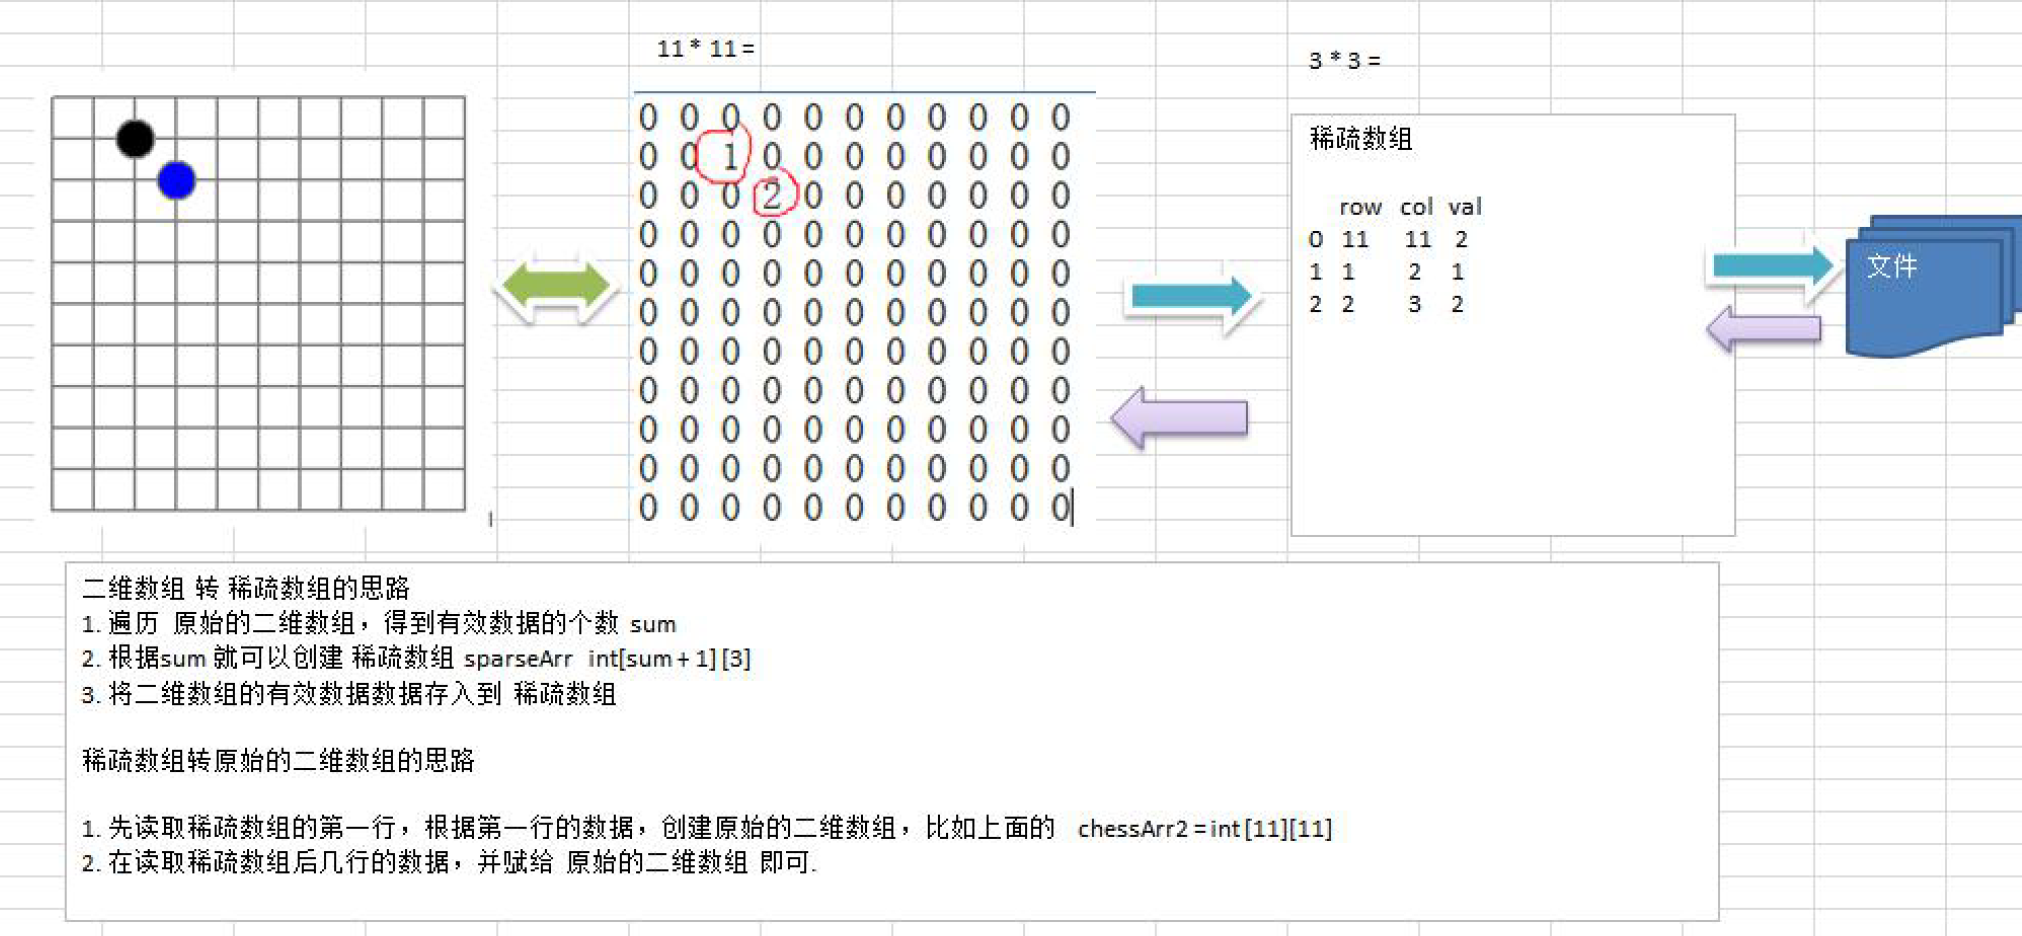 11 * 11 =
3 * 3 =
0 0 0 0 0 0 0 0 0 0 0
0 0 1 0 0 0 0 0 0 0 0
0 0 0 2 0 0 0 0 0 0 0
0 0 0 0 0 0 0 0 0 0 0
0 0 0 0 0 0 0 0 0 0 0
0 0 0 0 0 0 0 0 0 0 0
0 0 0 0 0 0 0 0 0 0 0
0 0 0 0 0 0 0 0 0 0 0
0 0 0 0 0 0 0 0 0 0 0
0 0 0 0 0 0 0 0 0 0 0
0 0 0 0 0 0 0 0 0 0 0
稀疏数组
row col val
0 11 11 2
1 1 2 1
2 2 3 2
文件
二维数组 转 稀疏数组的思路
1. 遍历 原始的二维数组，得到有效数据的个数 sum
2. 根据sum 就可以创建 稀疏数组 sparseArr int[sum + 1] [3]
3. 将二维数组的有效数据数据存入到 稀疏数组
稀疏数组转原始的二维数组的思路
1. 先读取稀疏数组的第一行，根据第一行的数据，创建原始的二维数组，比如上面的 chessArr2 = int [11][11]
2. 在读取稀疏数组后几行的数据，并赋给 原始的二维数组 即可.